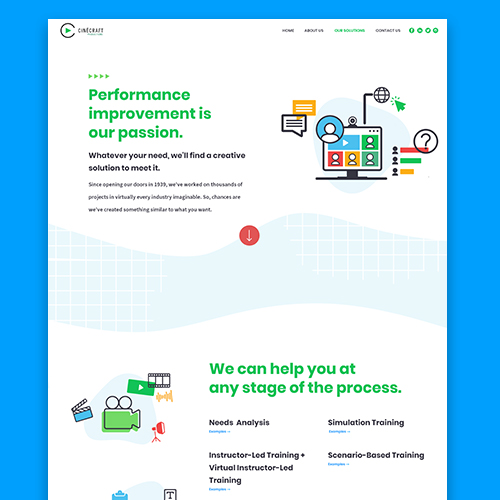 CINÉCRAFT
HOME ABOUT US OUR SOLUTIONS CONTACT US
Performance
improvement is
our passion.
Whatever your need, we'll find a creative
solution to meet it.
Since opening our doors in 1939, we've worked on thousands of
projects in virtually every industry imaginable. So, chances are
we've created something similar to what you want.
?
We can help you at
any stage of the process.
Needs Analysis
Examples →
Simulation Training
Examples →
Instructor-Led Training +
Virtual Instructor-Led
Training
Examples →
Scenario-Based Training
Examples →
T